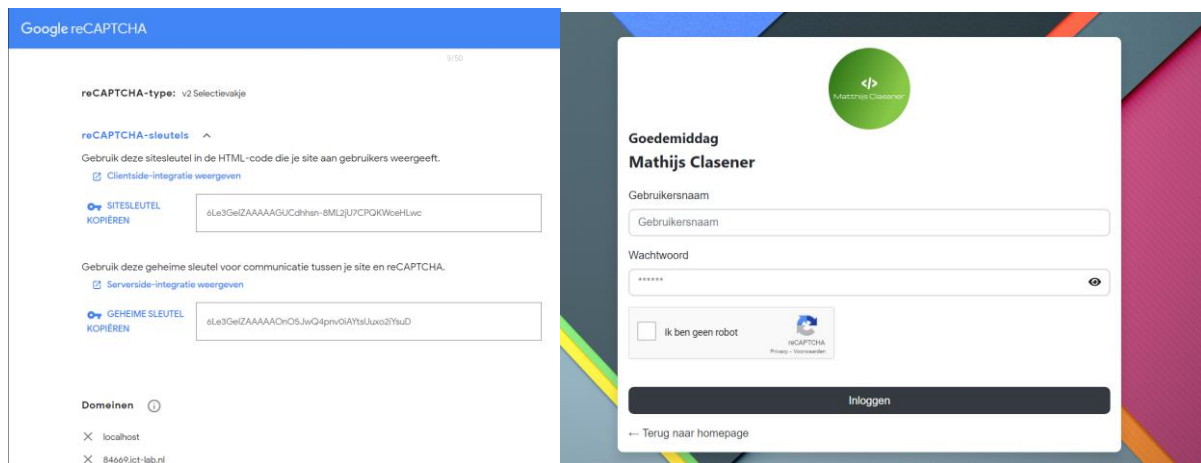 Google reCAPTCHA
9/50
reCAPTCHA-type: v2 Selectievakje
reCAPTCHA-sleutels
Gebruik deze sitesleutel in de HTML-code die je site aan gebruikers weergeeft.
Clientside-integratie weergeven
SITESLEUTEL
KOPIËREN
6Le3GelZAAAAAGUCdhhsn-8ML2jU7CPQKWceHLwc
Gebruik deze geheime sleutel voor communicatie tussen je site en reCAPTCHA.
Serverside-integratie weergeven
GEHEIME SLEUTEL
KOPIËREN
6Le3GelZAAAAAOnO5JwQ4pnv0iAYtsUuxo2iYsuD
Domeinen
localhost
84669.ict-lab.nl
</>
Matthijs Clasener
Goedemiddag
Mathijs Clasener
Gebruikersnaam
Gebruikersnaam
Wachtwoord
******
Ik ben geen robot
reCAPTCHA
Privacy - Voorwaarden
Inloggen
← Terug naar homepage